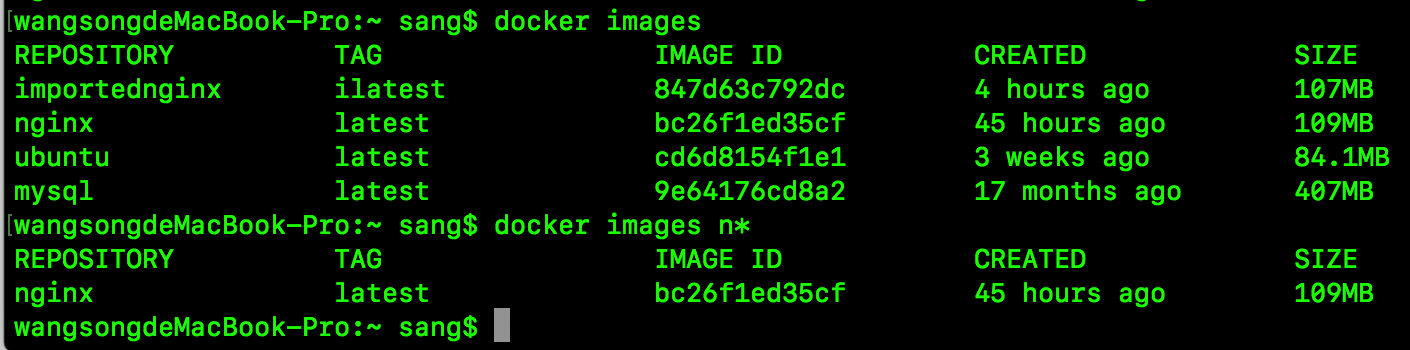 [wangsongdeMacBook-Pro:~ sang$ docker images
REPOSITORY TAG IMAGE ID CREATED SIZE
importednginx ilatest 847d63c792dc 4 hours ago 107MB
nginx latest bc26f1ed35cf 45 hours ago 109MB
ubuntu latest cd6d8154f1e1 3 weeks ago 84.1MB
mysql latest 9e64176cd8a2 17 months ago 407MB
[wangsongdeMacBook-Pro:~ sang$ docker images n*
REPOSITORY TAG IMAGE ID CREATED SIZE
nginx latest bc26f1ed35cf 45 hours ago 109MB
wangsongdeMacBook-Pro:~ sang$